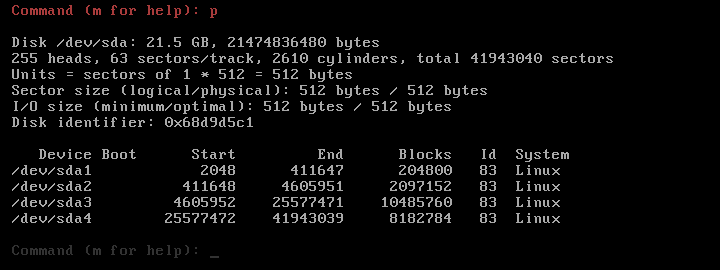 Command (m for help): p
Disk /dev/sda: 21.5 GB, 21474836480 bytes
255 heads, 63 sectors/track, 2610 cylinders, total 41943040 sectors
Units = sectors of 1 * 512 = 512 bytes
Sector size (logical/physical): 512 bytes / 512 bytes
I/O size (minimum/optimal): 512 bytes / 512 bytes
Disk identifier: 0x68d9d5c1
Device Boot Start End Blocks Id System
/dev/sda1 2048 411647 204800 83 Linux
/dev/sda2 411648 4605951 2097152 83 Linux
/dev/sda3 4605952 25577471 10485760 83 Linux
/dev/sda4 25577472 41943039 8182784 83 Linux
Command (m for help): _